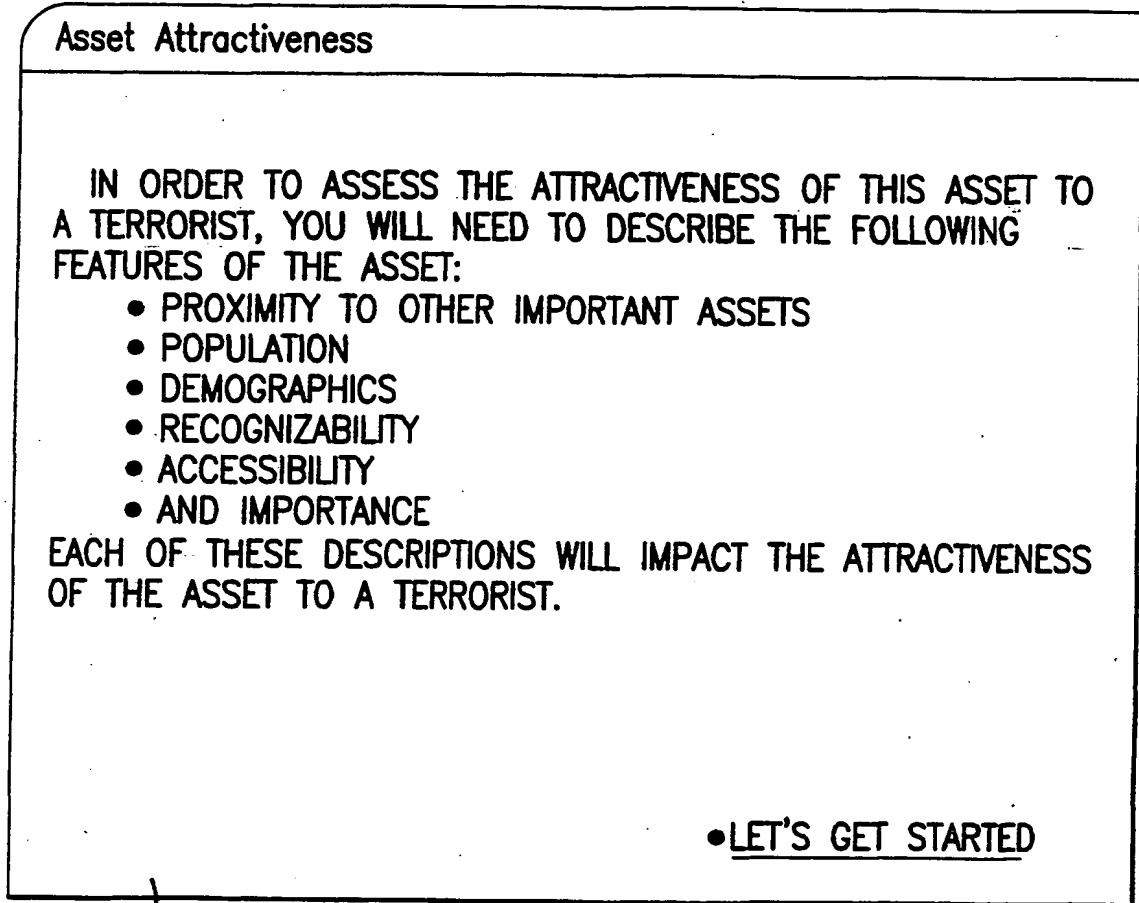 Asset Attractiveness
IN ORDER TO ASSESS THE ATTRACTIVENESS OF THIS ASSET TO
A TERRORIST, YOU WILL NEED TO DESCRIBE THE FOLLOWING
FEATURES OF THE ASSET:
• PROXIMITY TO OTHER IMPORTANT ASSETS
• POPULATION
• DEMOGRAPHICS
• RECOGNIZABILITY
• ACCESSIBILITY
• AND IMPORTANCE
EACH OF THESE DESCRIPTIONS WILL IMPACT THE ATTRACTIVENESS
OF THE ASSET TO A TERRORIST.
•LET'S GET STARTED